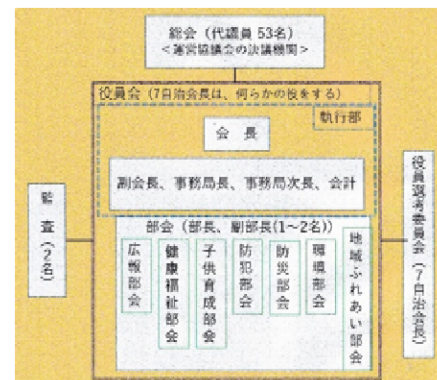 総会（代議員 53名）
＜運営協議会の決議機関＞
役員会（7自治会長は、何らかの役をする）
執行部
会長
副会長、事務局長、事務局次長、会計
監査（2名）
役員選考委員会（7自治会長）
部会（部長、副部長(1～2名)）
広報部会
健康福祉部会
子供育成部会
防犯部会
防災部会
環境部会
地域ふれあい部会